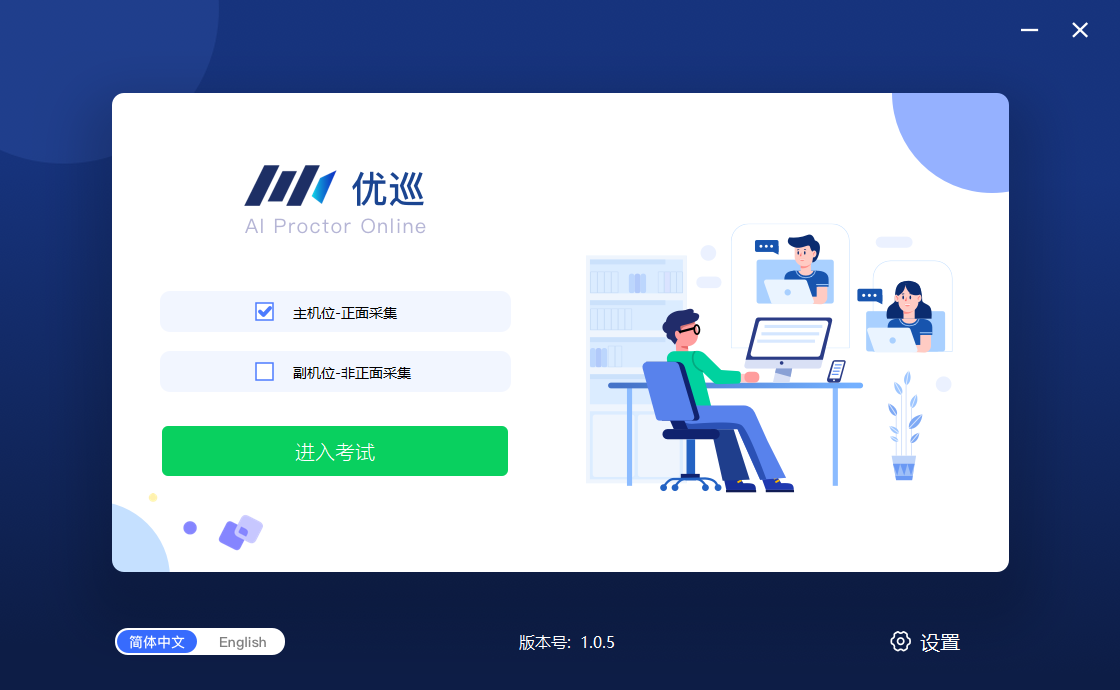 优巡
AI Proctor Online
主机位-正面采集
副机位-非正面采集
进入考试
简体中文 English
版本号: 1.0.5
设置